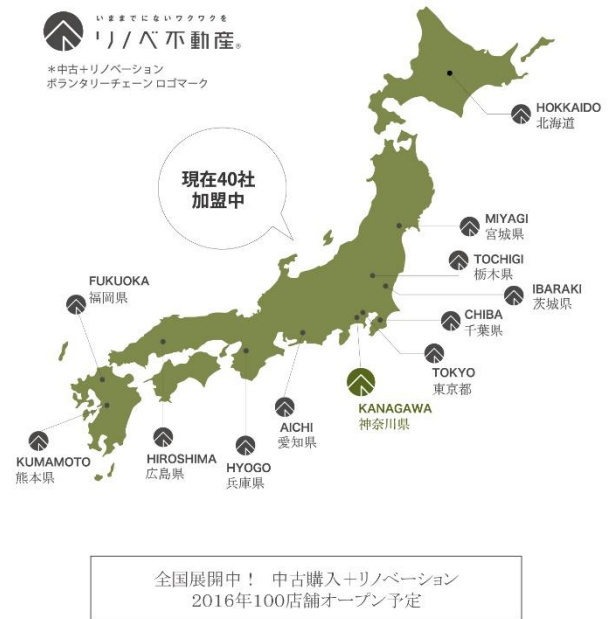 いままでにないワクワクを
リノベ不動産®
＊中古＋リノベーション
ボランタリーチェーン ロゴマーク
HOKKAIDO
北海道
現在40社
加盟中
MIYAGI
宮城県
TOCHIGI
栃木県
IBARAKI
茨城県
FUKUOKA
福岡県
CHIBA
千葉県
TOKYO
東京都
KANAGAWA
神奈川県
AICHI
愛知県
KUMAMOTO
熊本県
HIROSHIMA
広島県
HYOGO
兵庫県
全国展開中！ 中古購入＋リノベーション
2016年100店舗オープン予定